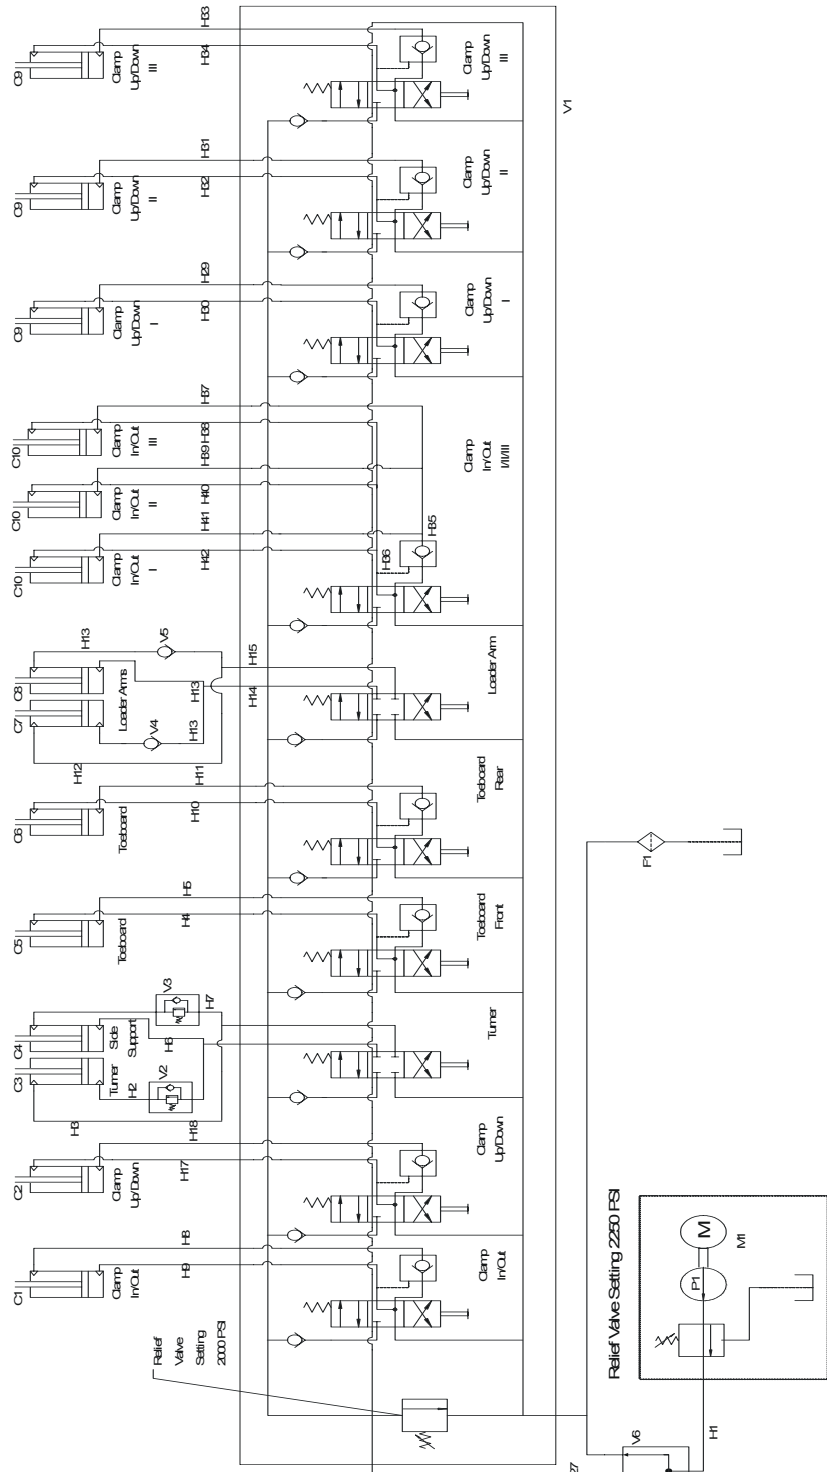 C9
Clamp
Up/Down
III
H33
H34
Clamp
Up/Down
III
V1
C9
Clamp
Up/Down
II
H31
H32
Clamp
Up/Down
II
C9
Clamp
Up/Down
I
H29
H30
Clamp
Up/Down
I
C10
Clamp
In/Out
III
H37
H38
C10
Clamp
In/Out
II
H39
H40
C10
Clamp
In/Out
I
H41
H42
H36
H35
Clamp
In/Out
I/II/III
C8
C7
Loader Arms
H13
V5
V4
H13
H13
H12
H11
H15
H14
Loader Arm
C6
Toeboard
H10
Toeboard
Rear
C5
Toeboard
H5
H4
Toeboard
Front
C4
C3
Side
Support
Turner
V3
H7
H6
H2
V2
H3
H18
Turner
C2
Clamp
Up/Down
H17
Clamp
Up/Down
C1
Clamp
In/Out
H8
H9
Clamp
In/Out
Relief
Valve
Setting
2000 PSI
F1
Relief Valve Setting 2250 PSI
M
M1
P1
H1
V6
27